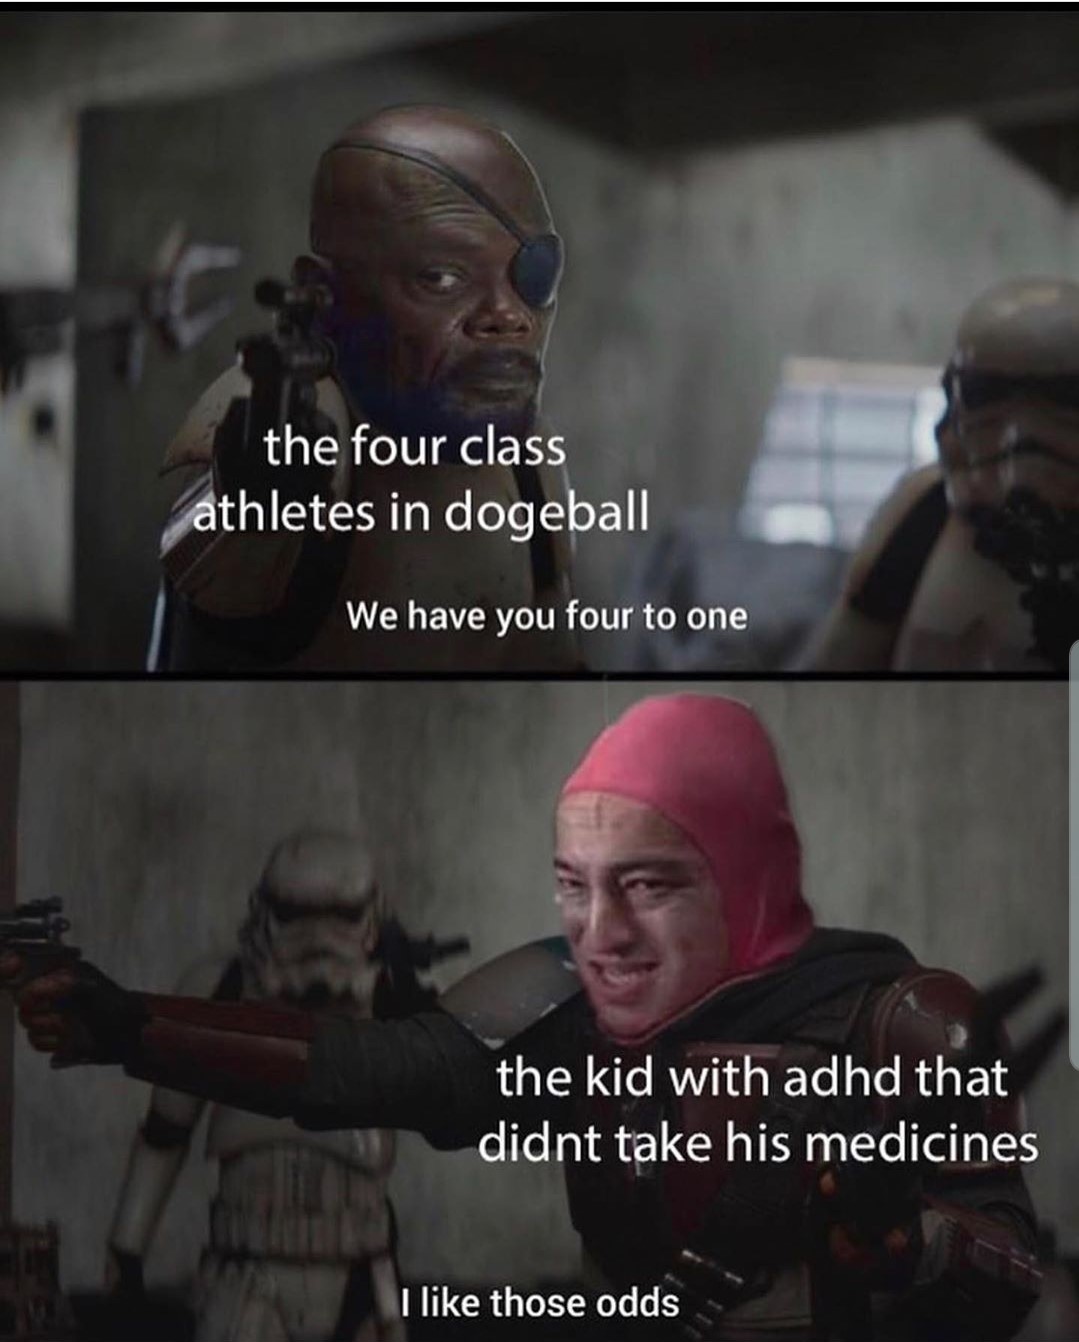 the four class
athletes in dogeball
We have you four to one
the kid with adhd that
didnt take his medicines
I like those odds